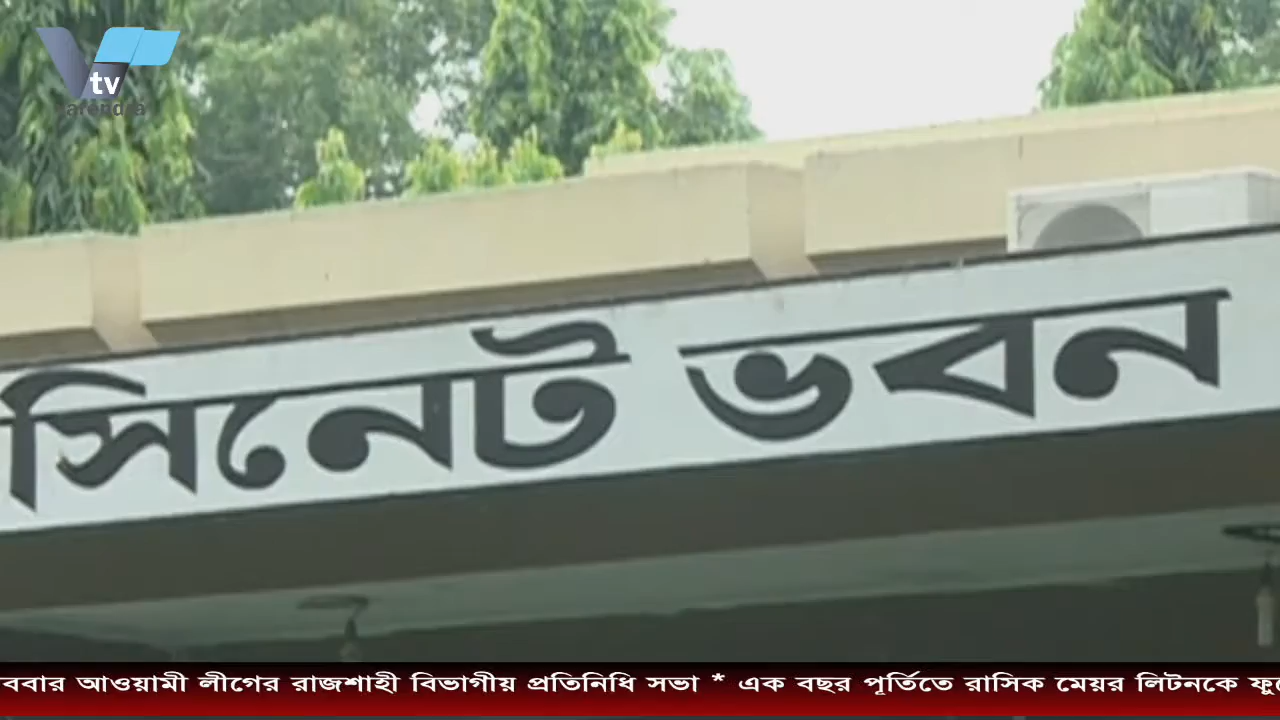 tv
সিনেট ভবন
আওয়ামী লীগের রাজশাহী বিভাগীয় প্রতিনিধি সভা * এক বছর পূর্তিতে রাসিক মেয়র লিটনকে